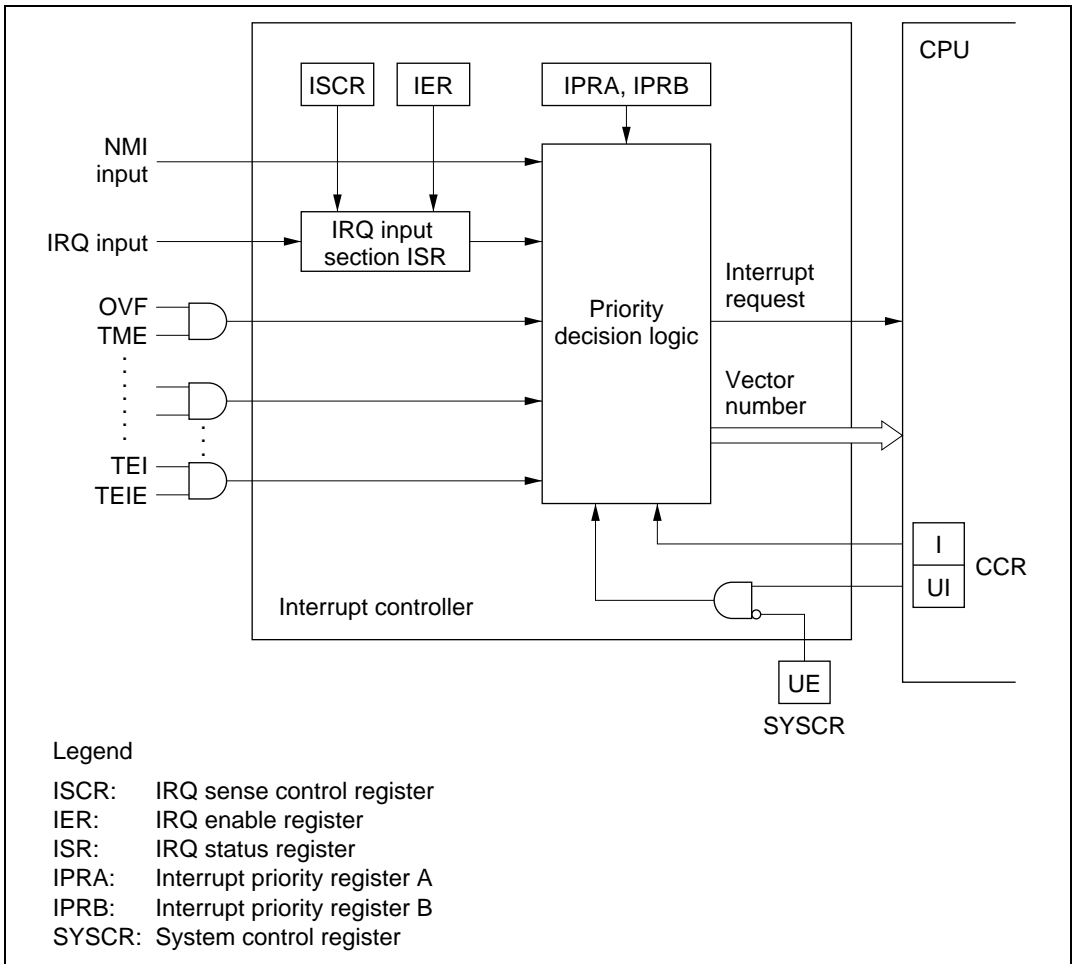 CPU
ISCR
IER
IPRA, IPRB
NMI
input
IRQ input
IRQ input
section ISR
OVF
TME
Priority
decision logic
Interrupt
request
Vector
number
TEI
TEIE
I
UI
CCR
Interrupt controller
UE
SYSCR
Legend
ISCR: IRQ sense control register
IER: IRQ enable register
ISR: IRQ status register
IPRA: Interrupt priority register A
IPRB: Interrupt priority register B
SYSCR: System control register